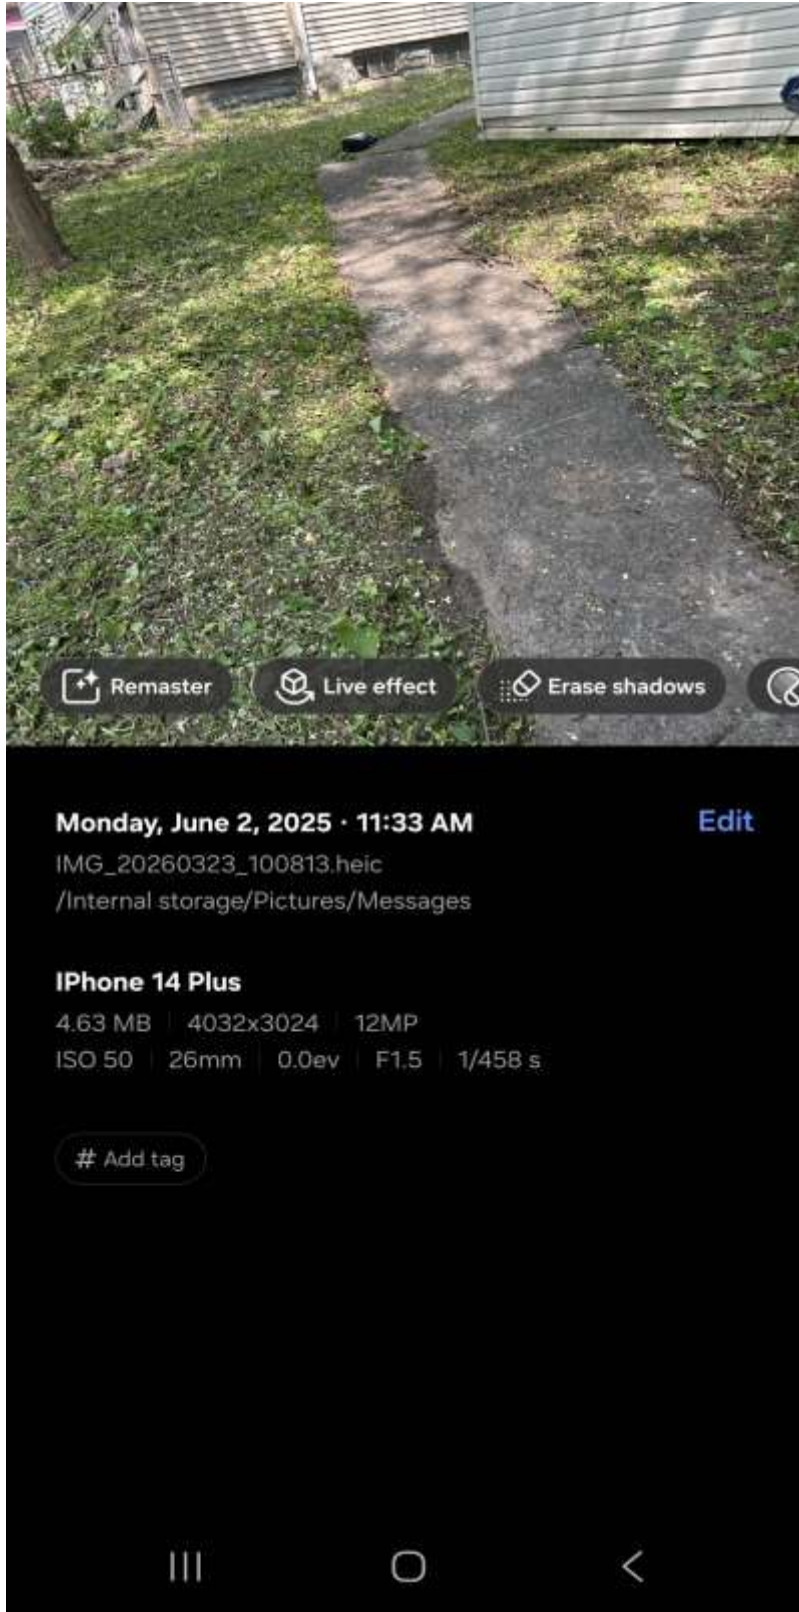 Remaster
Live effect
Erase shadows
Monday, June 2, 2025 · 11:33 AM
Edit
IMG_20260323_100813.heic
/Internal storage/Pictures/Messages
IPhone 14 Plus
4.63 MB 4032x3024 12MP
ISO 50 26mm 0.0ev F1.5 1/458 s
# Add tag